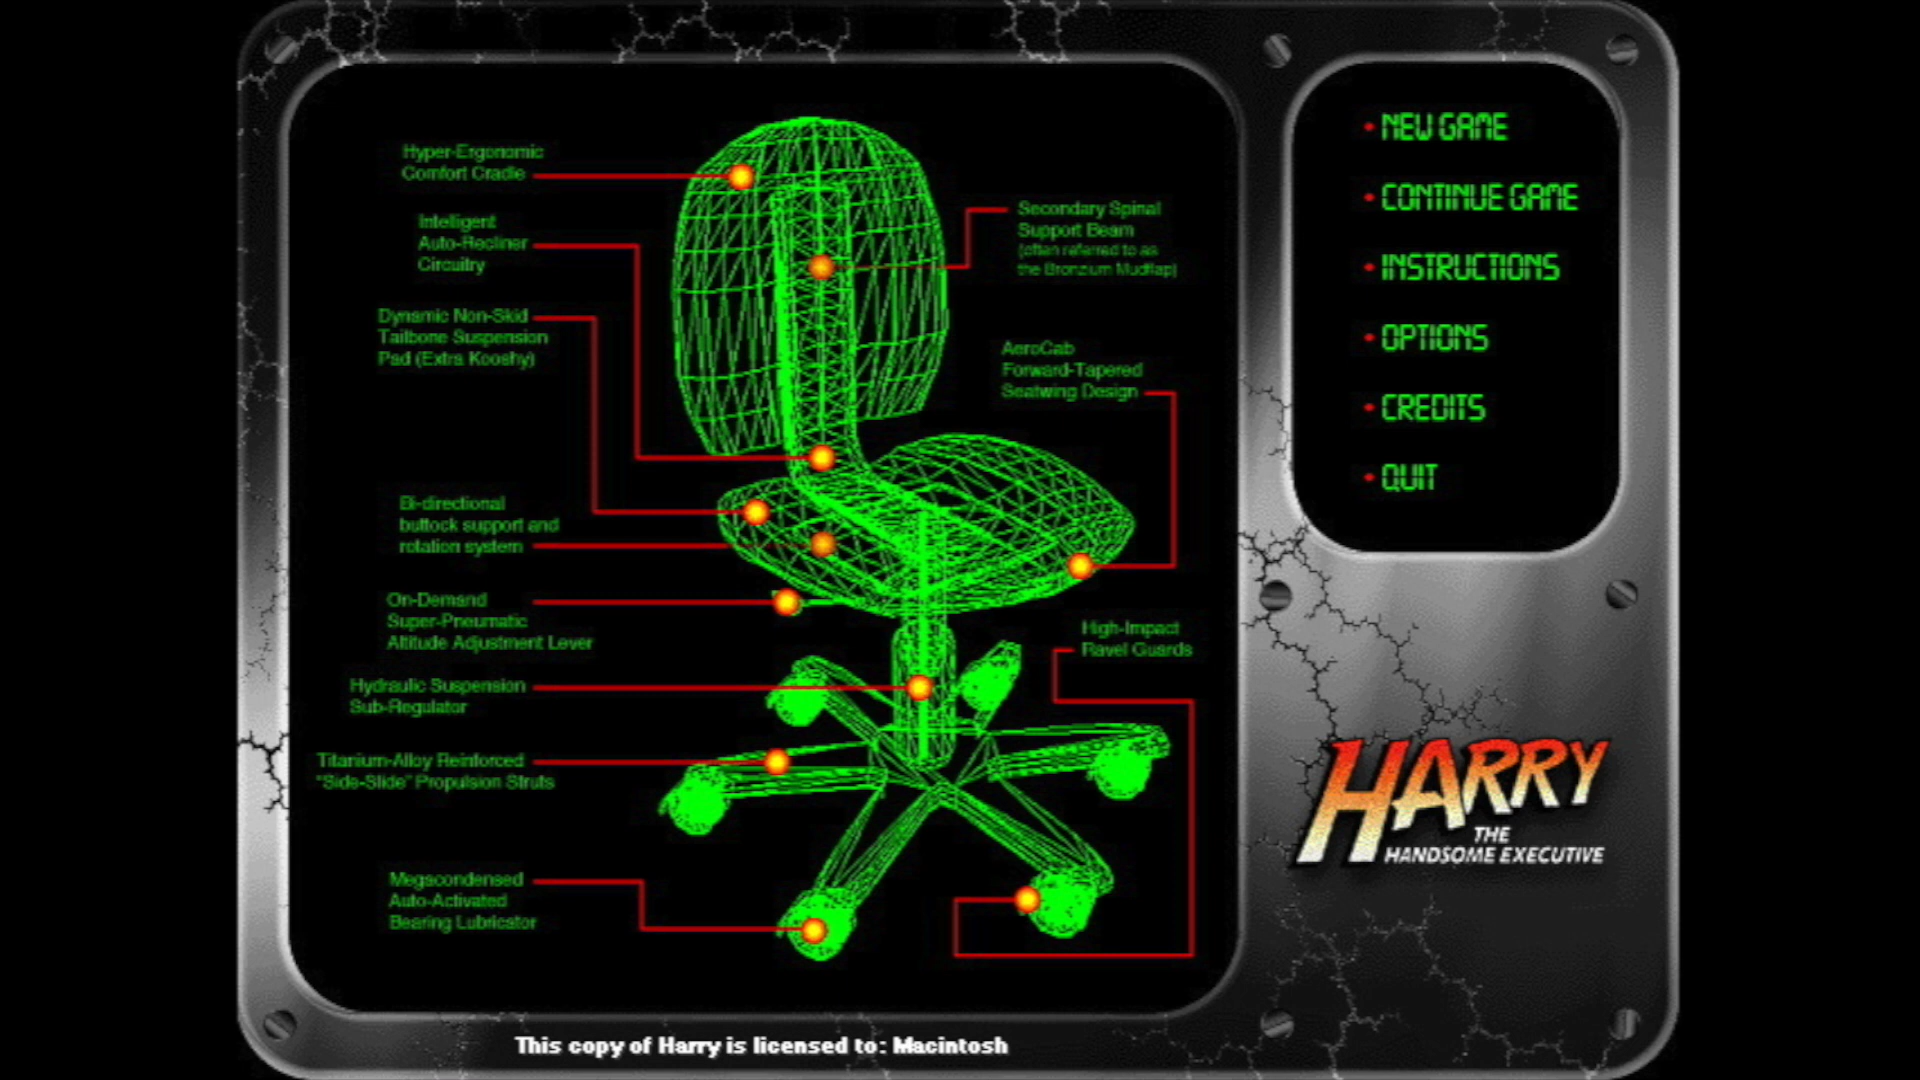 Hyper-Ergonomic
Comfort Cradle
Intelligent
Auto-Recliner
Circuitry
Dynamic Non-Skid
Tailbone Suspension
Pad (Extra Kooshy)
Bi-directional
buttock support and
rotation system
On-Demand
Super-Pneumatic
Altitude Adjustment Lever
Hydraulic Suspension
Sub-Regulator
Titanium-Alloy Reinforced
"Side-Slide" Propulsion Struts
Megacondensed
Auto-Activated
Bearing Lubricator
Secondary Spinal
Support Beam
(often referred to as
the Bronzium Mudflap)
AeroCab
Forward-Tapered
Seatwing Design
High-Impact
Ravel Guards
NEW GAME
CONTINUE GAME
INSTRUCTIONS
OPTIONS
CREDITS
QUIT
HARRY
THE
HANDSOME EXECUTIVE
This copy of Harry is licensed to: Macintosh